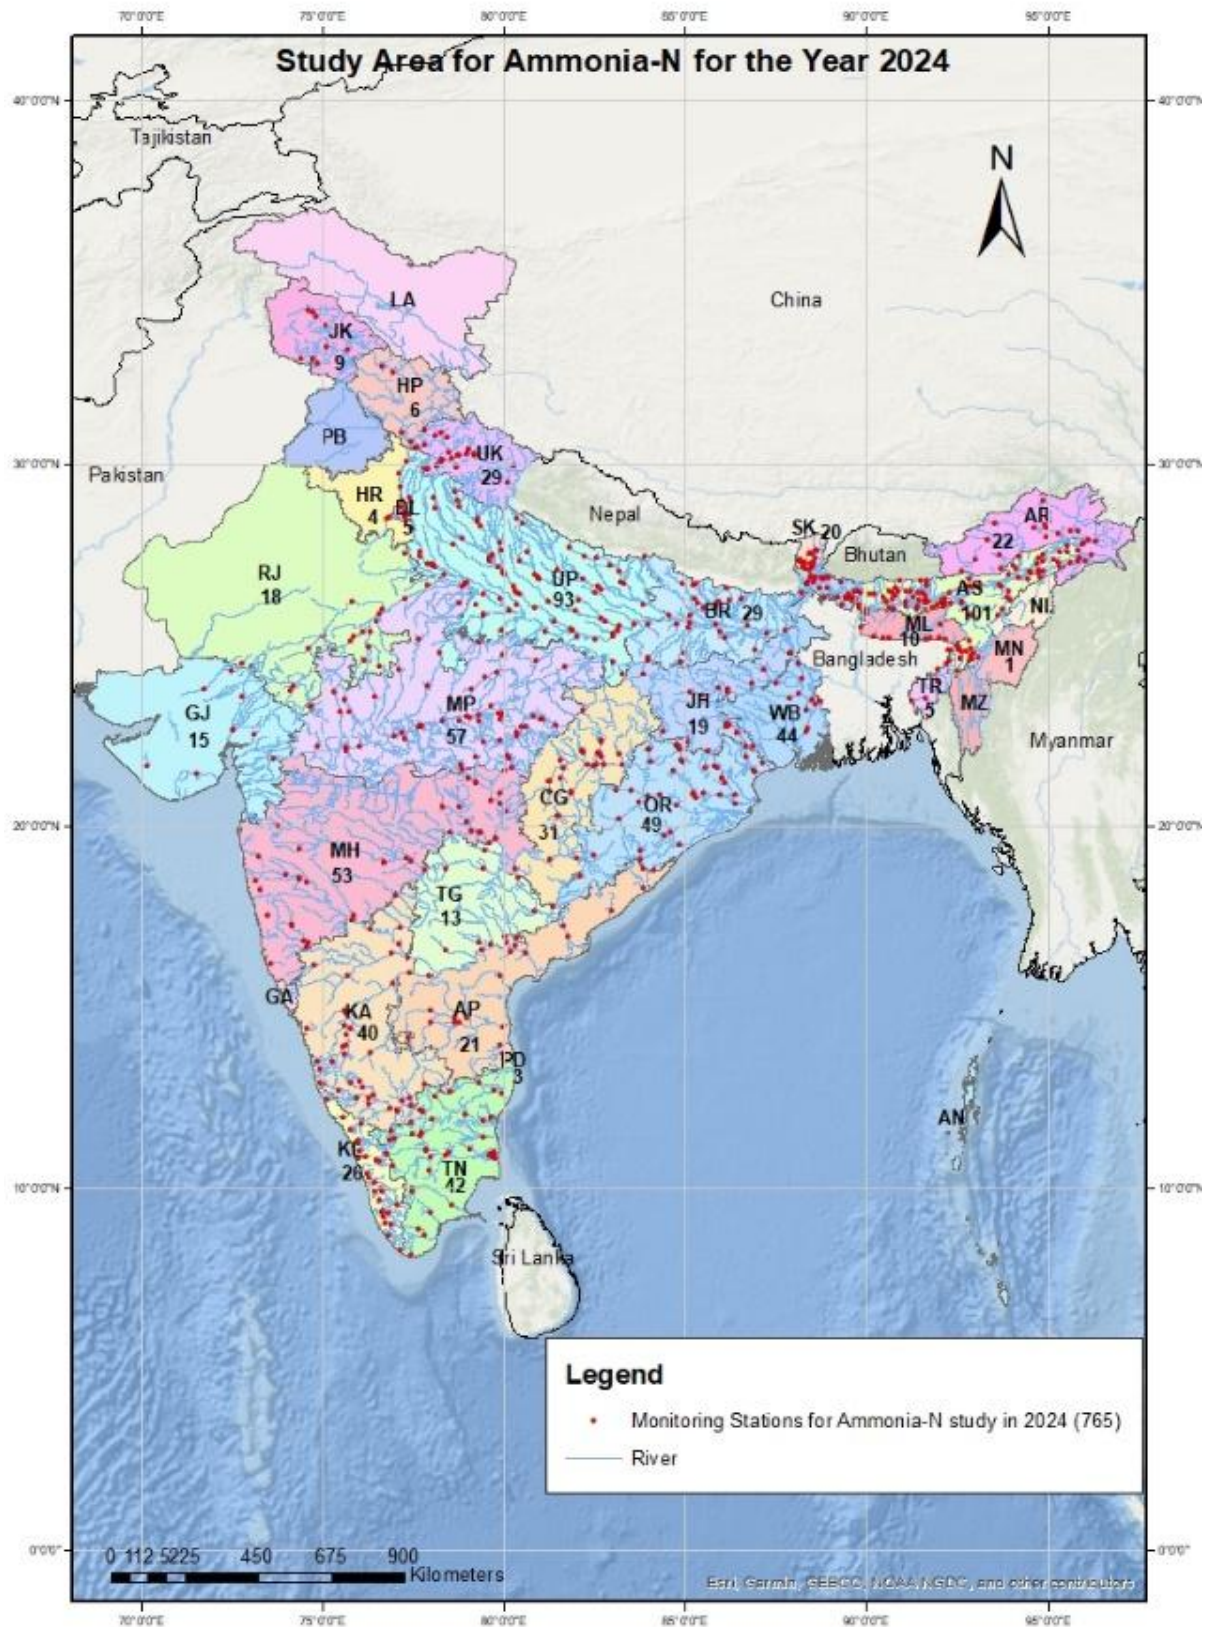 70°0'0"E 75°0'0"E 80°0'0"E 85°0'0"E 90°0'0"E 95°0'0"E
Study Area for Ammonia-N for the Year 2024
40°0'0"N 40°0'0"N
Tajikistan
N
China
LA
JK
9
HP
6
PB
UK
29
30°0'0"N 30°0'0"N
Pakistan
HR
4
DL
5
Nepal
SK 20
Bhutan
AR
22
RJ
18
UP
93
BR 29
AS
101
NL
ML
10
MN
1
Bangladesh
TR
5
MZ
GJ
15
MP
57
JH
19
WB
44
Myanmar
CG
31
OR
49
20°0'0"N 20°0'0"N
MH
53
TG
13
GA
KA
40
AP
21
PD
3
AN
KL
26
TN
42
10°0'0"N 10°0'0"N
Sri Lanka
Legend
Monitoring Stations for Ammonia-N study in 2024 (765)
River
0°0'0" 0°0'0"
0 112.5225 450 675 900
Kilometers
Esri, Garmin, GEBCO, NOAA NGDC, and other contributors
70°0'0"E 75°0'0"E 80°0'0"E 85°0'0"E 90°0'0"E 95°0'0"E